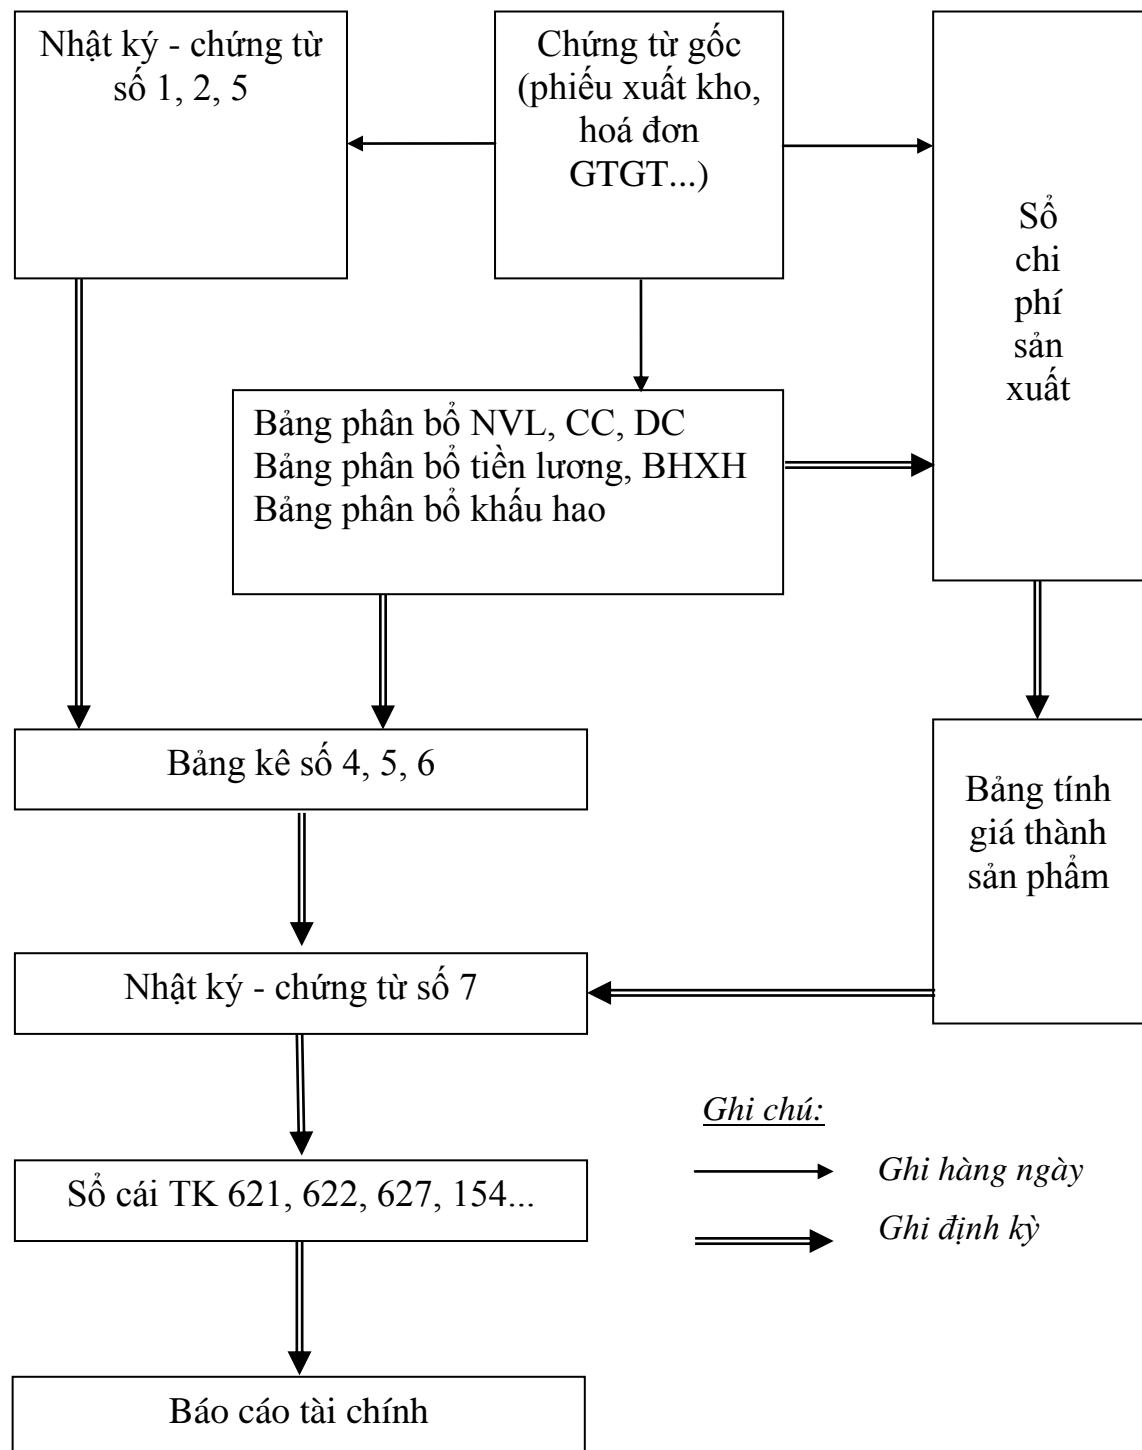 Nhật ký - chứng từ
số 1, 2, 5
Chứng từ gốc
(phiếu xuất kho,
hoá đơn
GTGT...)
Sổ
chi
phí
sản
xuất
Bảng phân bổ NVL, CC, DC
Bảng phân bổ tiền lương, BHXH
Bảng phân bổ khấu hao
Bảng kê số 4, 5, 6
Bảng tính
giá thành
sản phẩm
Nhật ký - chứng từ số 7
Ghi chú:
Ghi hàng ngày
Ghi định kỳ
Sổ cái TK 621, 622, 627, 154...
Báo cáo tài chính